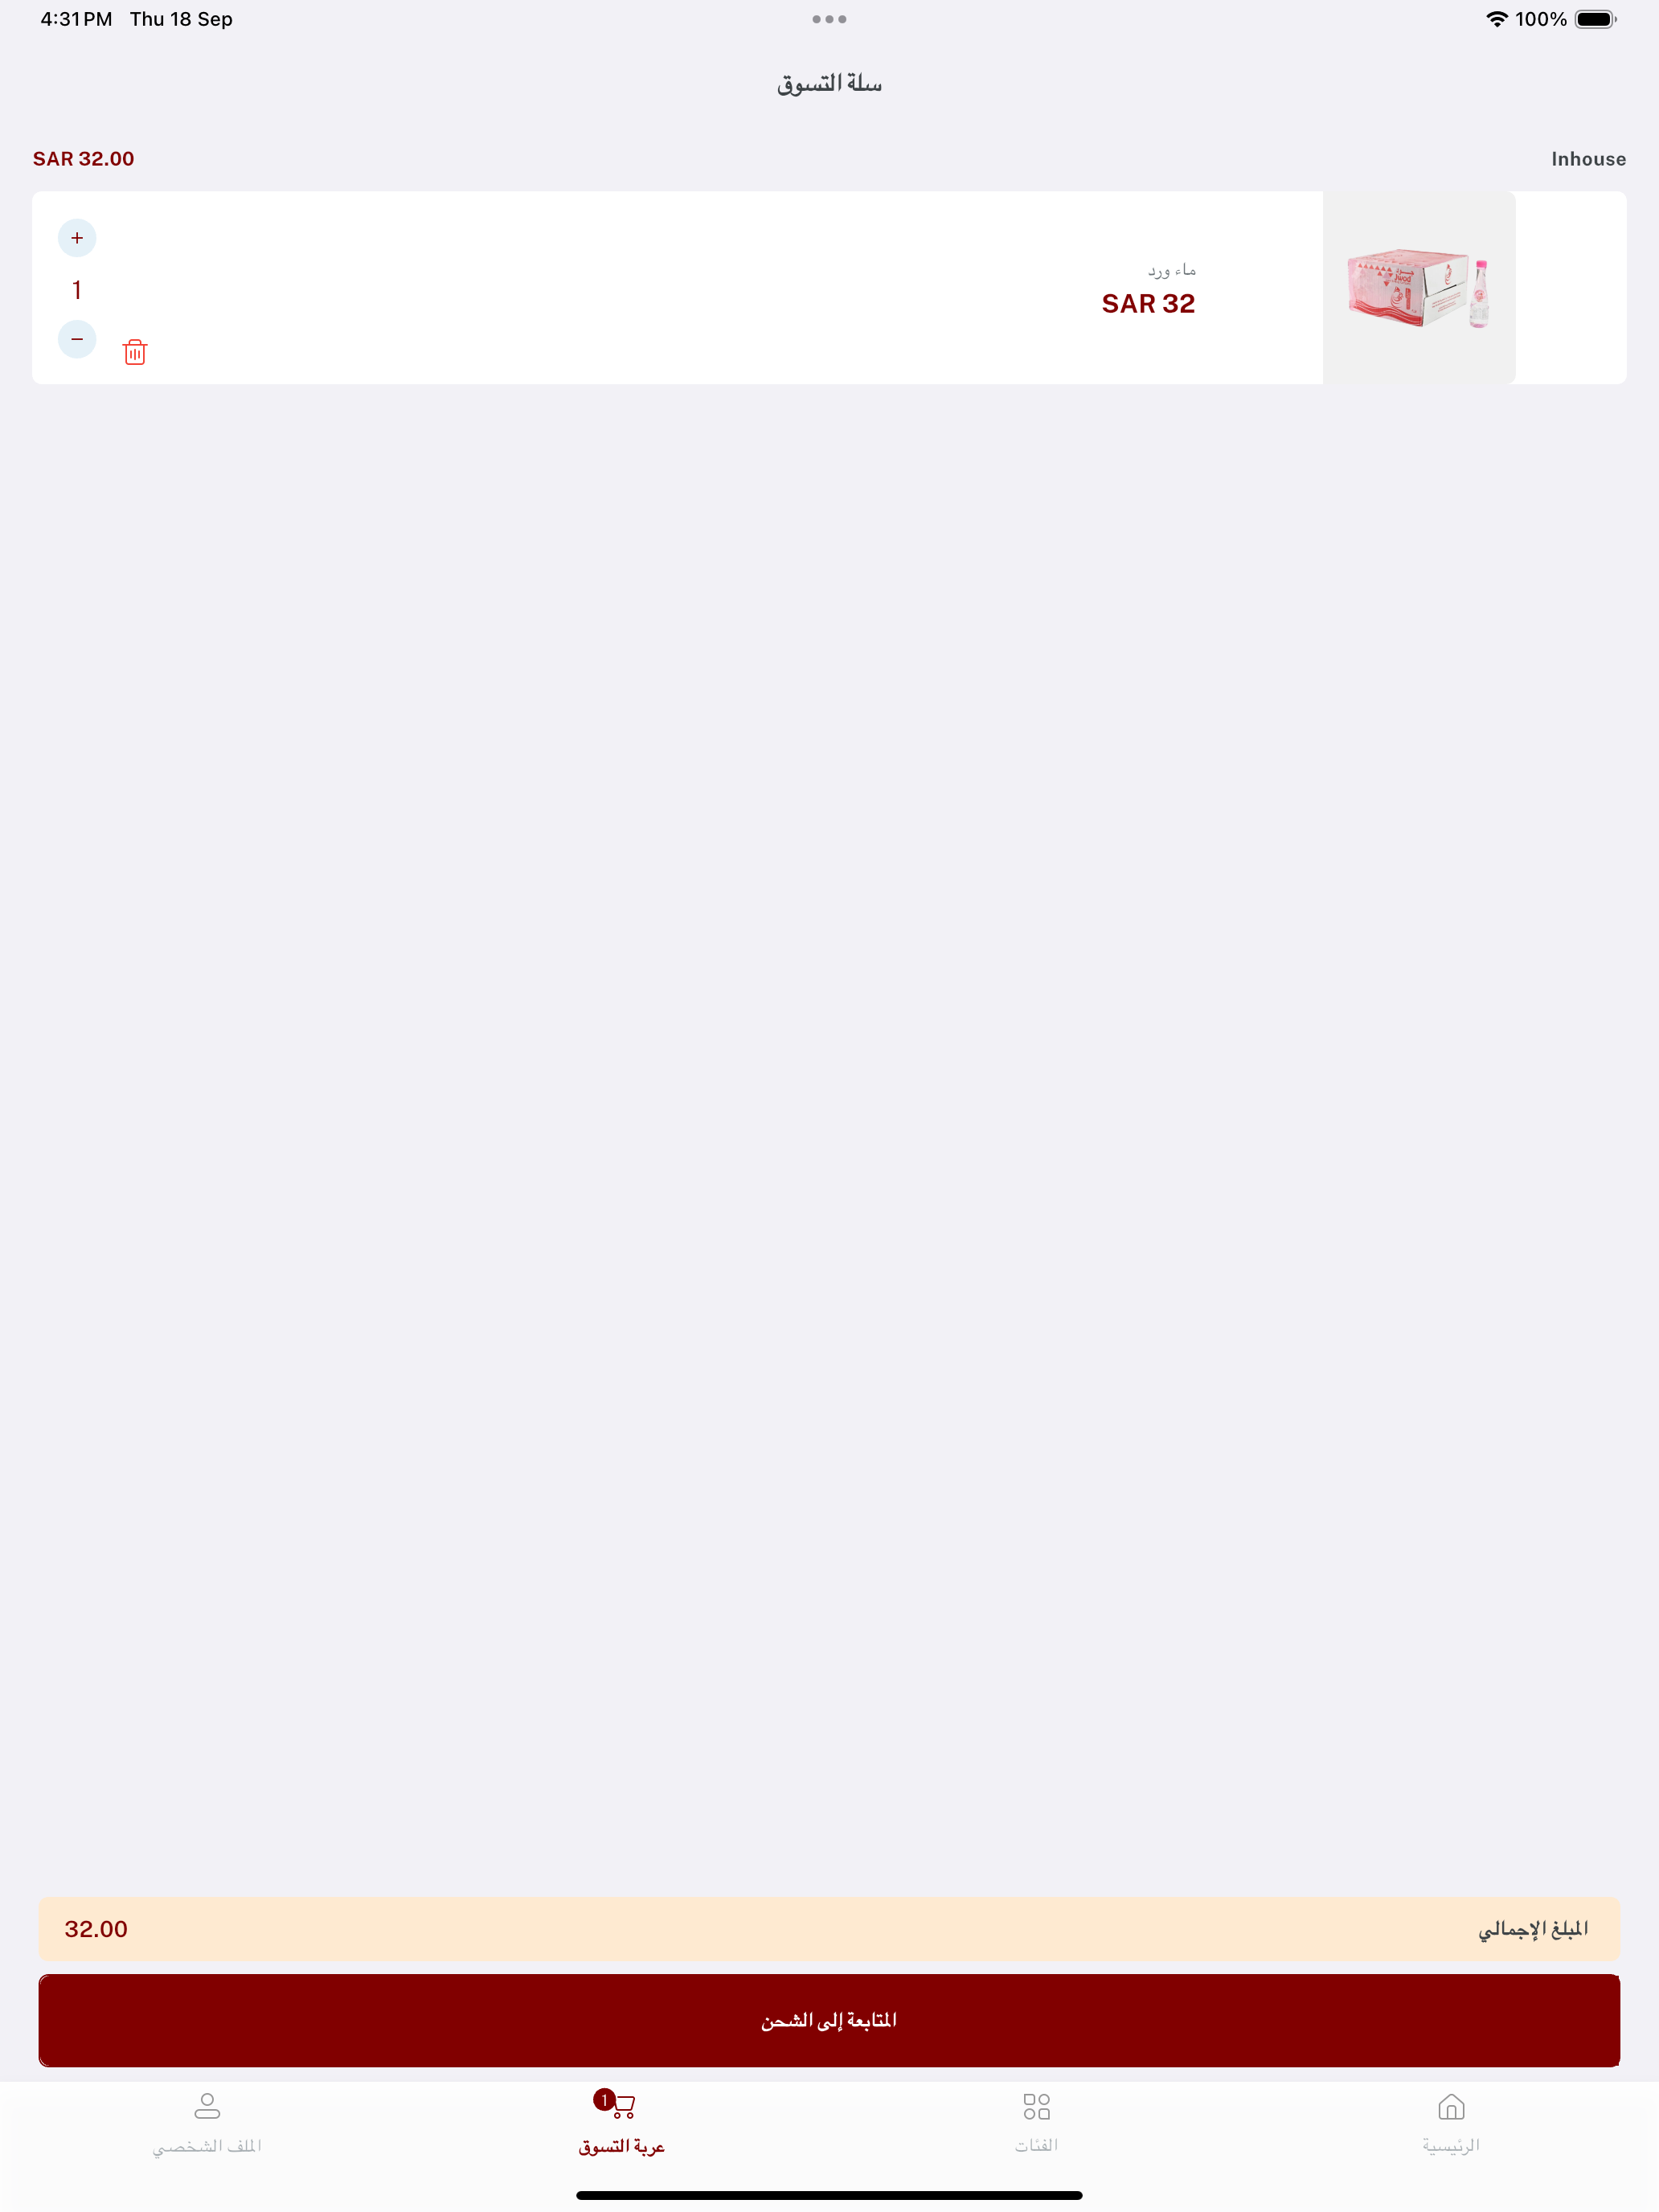 4:31 PM Thu 18 Sep 100%
سلة التسوق
Inhouse SAR 32.00
ماء ورد
SAR 32
+
1
−
المبلغ الإجمالي 32.00
المتابعة إلى الشحن
1
الرئيسية الفئات عربة التسوق الملف الشخصي